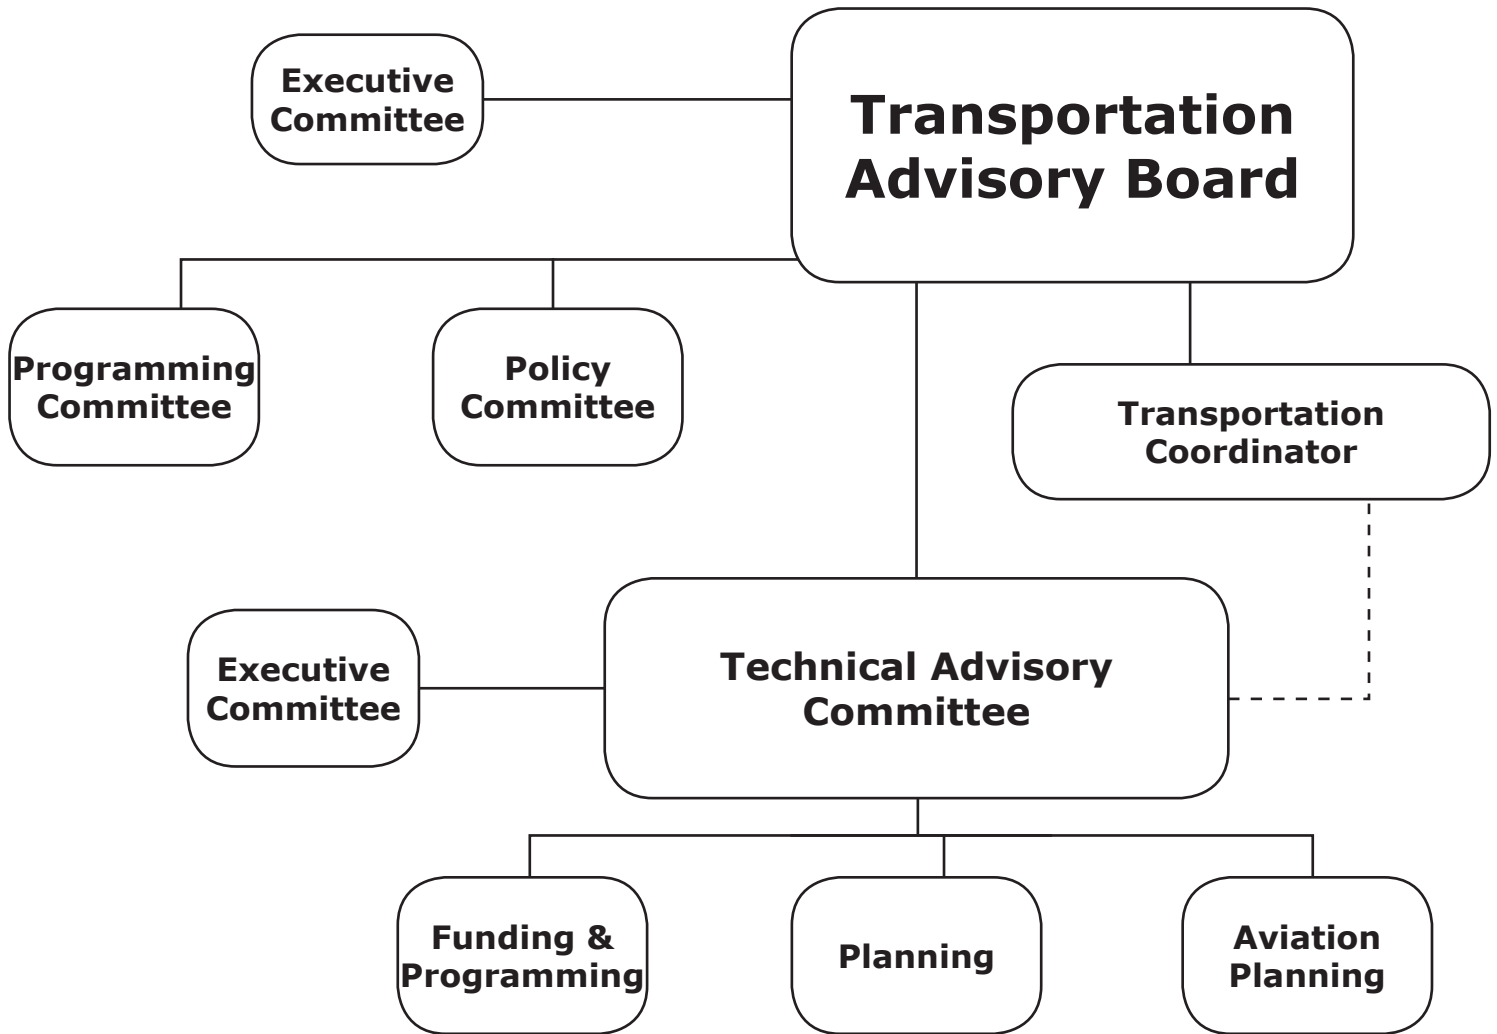 Executive
Committee
Transportation
Advisory Board
Programming
Committee
Policy
Committee
Transportation
Coordinator
Executive
Committee
Technical Advisory
Committee
Funding &
Programming
Planning
Aviation
Planning